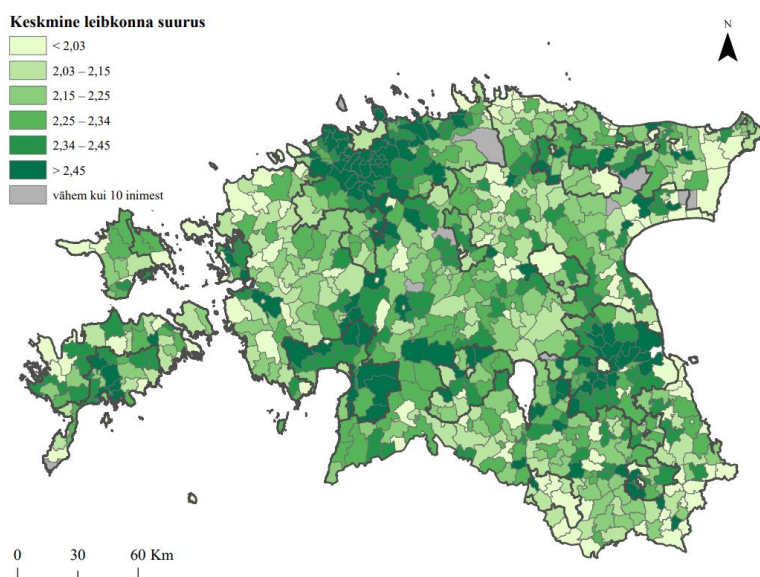 Keskmine leibkonna suurus
< 2,03
2,03 – 2,15
2,15 – 2,25
2,25 – 2,34
2,34 – 2,45
> 2,45
vähem kui 10 inimest
N
0 30 60 Km